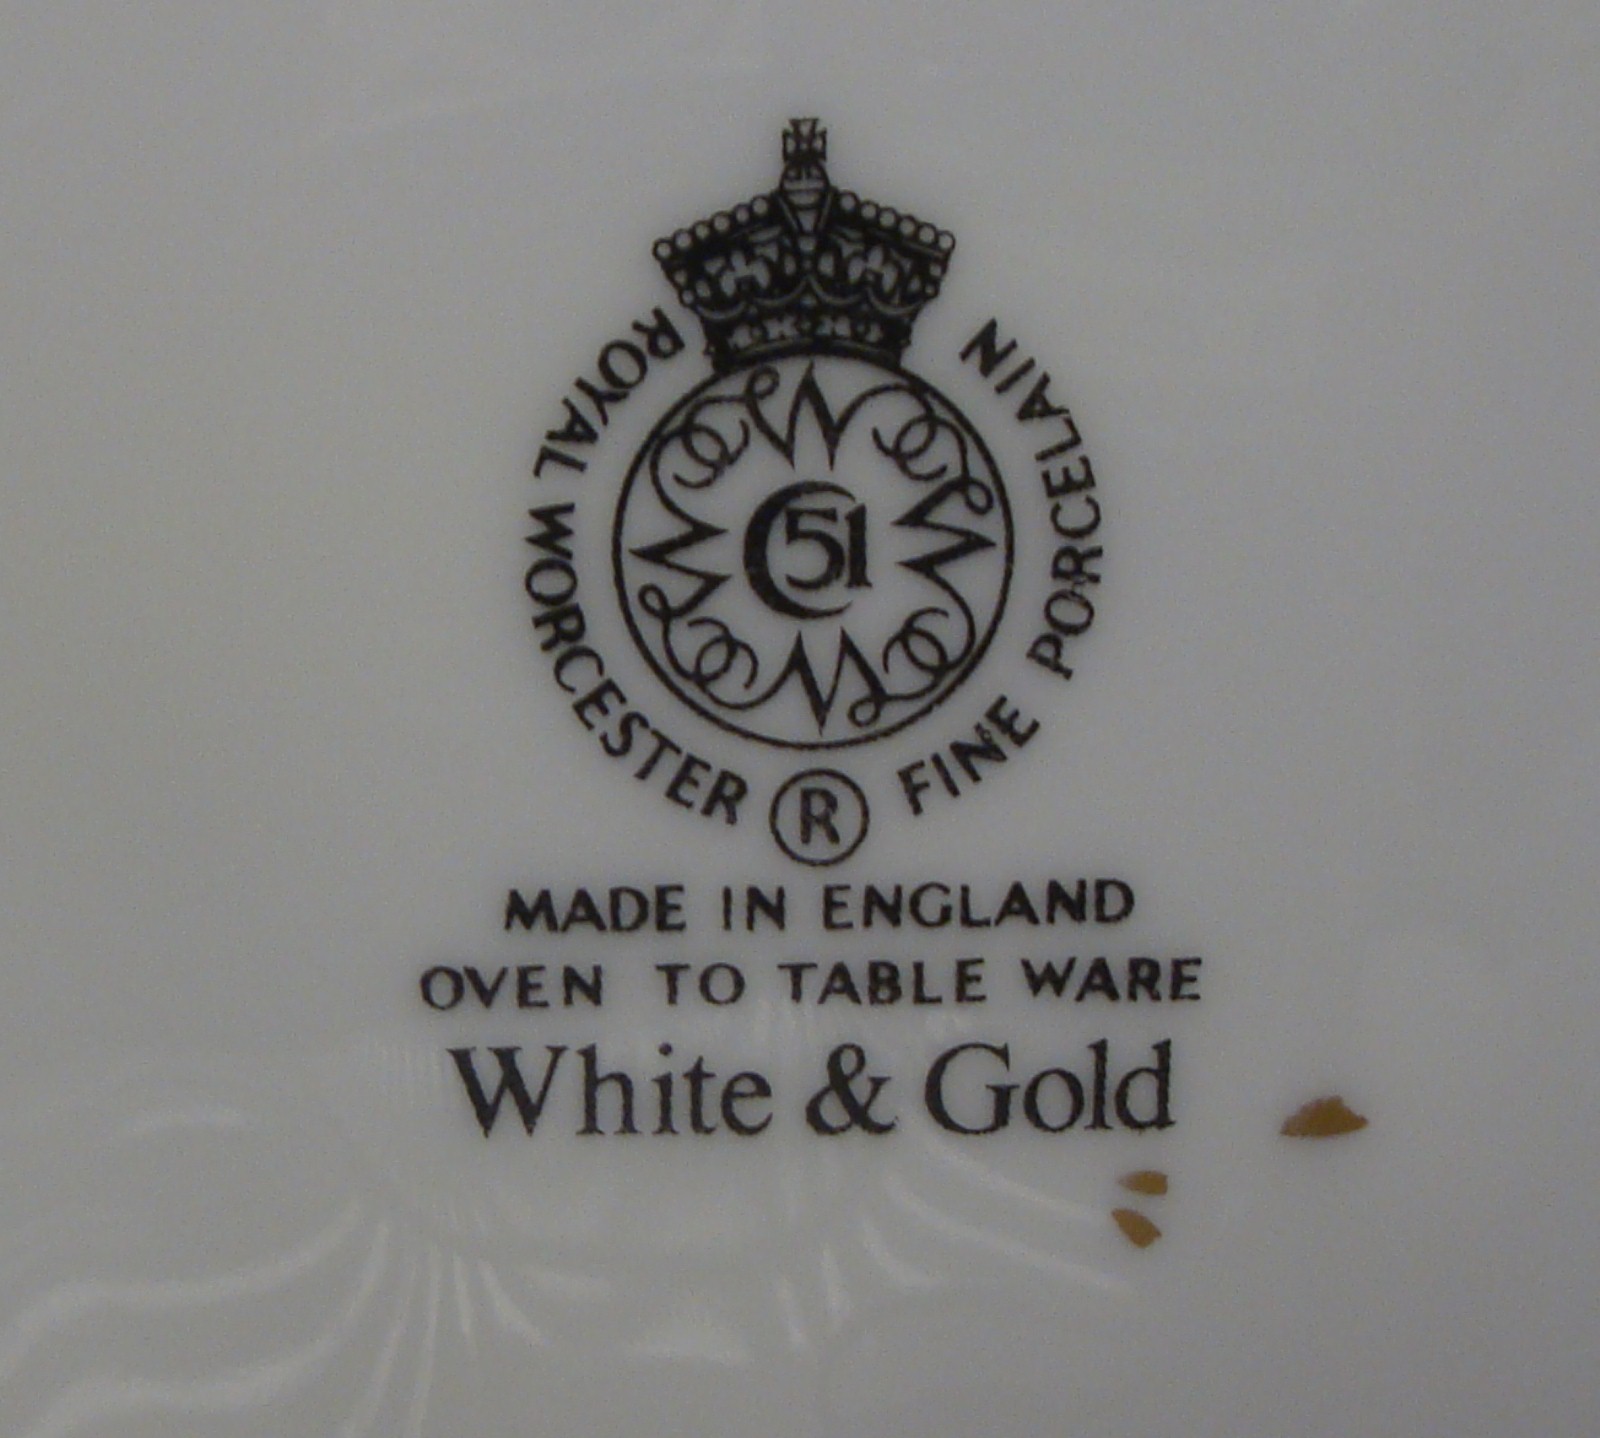 ROYAL WORCESTER ® FINE PORCELAIN
W W W W
C51
MADE IN ENGLAND
OVEN TO TABLE WARE
White & Gold